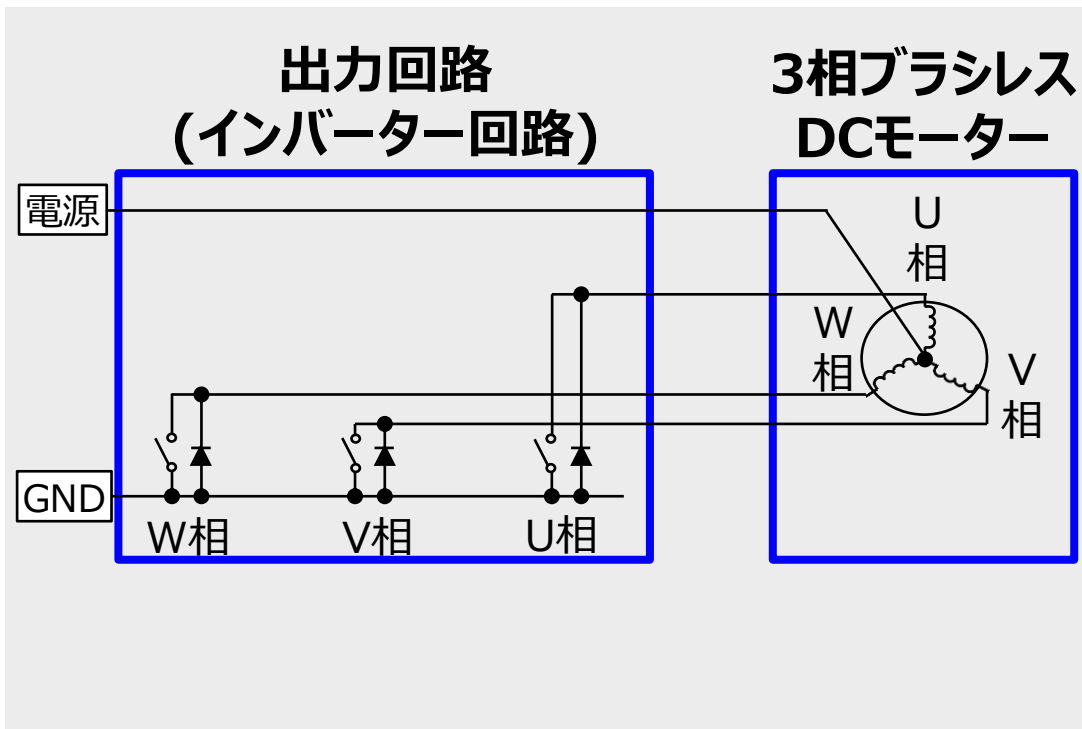 出力回路
(インバーター回路)
3相ブラシレス
DCモーター
電源
U
相
W
相
V
相
GND
W相
V相
U相